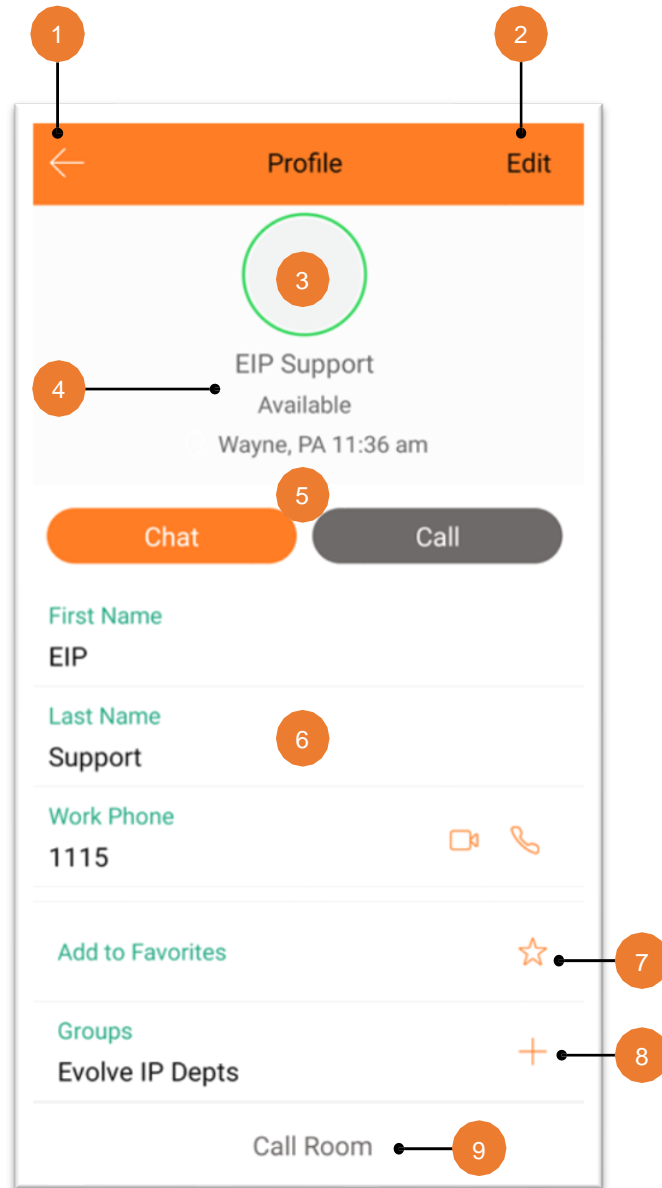 1
2
Profile
Edit
3
EIP Support
4
Available
Wayne, PA 11:36 am
5
Chat
Call
First Name
EIP
Last Name
6
Support
Work Phone
1115
Add to Favorites
7
Groups
8
Evolve IP Depts
Call Room
9